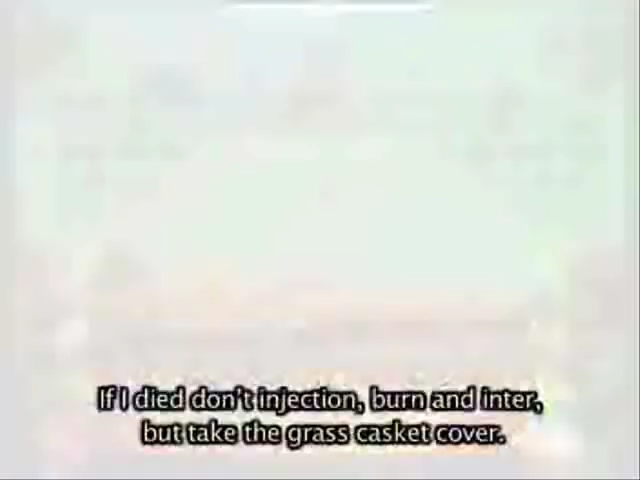 If I died don't injection, burn and inter,
but take the grass casket cover.